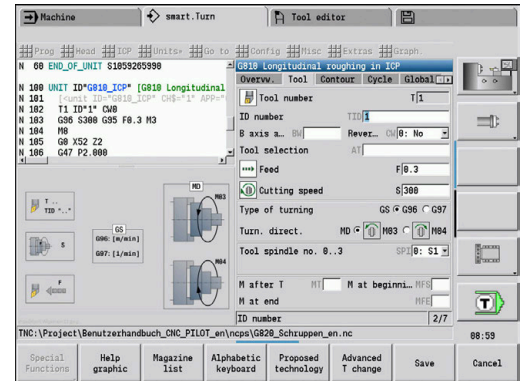 Machine
smart.Turn
Tool editor
Prog Head ICP Units» Go to Config Misc Extras Graph.
N 60 END_OF_UNIT S1059265990
N 100 UNIT ID"G810_ICP" [G810 Longitudinal
N 101 [<unit ID="G810_ICP" CH$="1" APP="
N 102 T1 ID"1" CW0
N 103 G96 S300 G95 F0.3 M3
N 104 M8
N 105 G0 X52 Z2
N 106 G47 P2.000
G810 Longitudinal roughing in ICP
Overvw. Tool Contour Cycle Global
Tool number T 1
ID number TID 1
B axis a… BW Rever… CW 0: No
Tool selection AT
Feed F 0.3
Cutting speed S 300
Type of turning GS G96 G97
Turn. direct. MD M03 M04
Tool spindle no. 0..3 SPI 0: S1
M after T MT M at beginni… MFS
M at end MFE
ID number 2/7
T ..
TID ".."
S
F
GS
G96: [m/min]
G97: [1/min]
MD
M03
M04
T
TNC:\Project\Benutzerhandbuch_CNC_PILOT_en\ncps\G820_Schruppen_en.nc
08:59
Special Functions
Help graphic
Magazine list
Alphabetic keyboard
Proposed technology
Advanced T change
Save
Cancel